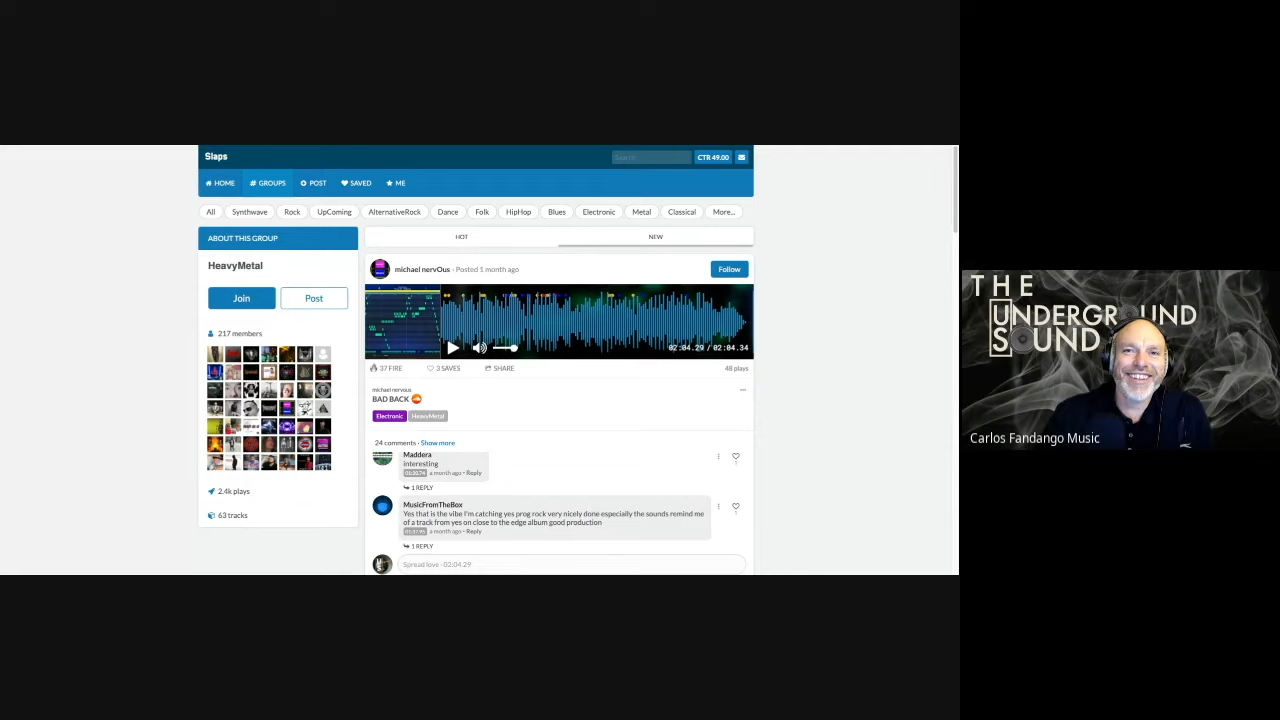 Slaps
CTR 49.00
HOME
GROUPS
POST
SAVED
ME
All
Synthwave
Rock
UpComing
AlternativeRock
Dance
Folk
HipHop
Blues
Electronic
Metal
Classical
More...
ABOUT THIS GROUP
HeavyMetal
Join
Post
217 members
2.4k plays
63 tracks
HOT
NEW
michael nervOus · Posted 1 month ago
Follow
02:04.29 / 02:04.34
37 FIRE
3 SAVES
SHARE
48 plays
michael nervous
BAD BACK
Electronic
HeavyMetal
24 comments · Show more
Maddera
interesting
a month ago · Reply
1 REPLY
1
MusicFromTheBox
Yes that is the vibe I'm catching yes prog rock very nicely done especially the sounds remind me
of a track from yes on close to the edge album good production
a month ago · Reply
1 REPLY
1
Spread love -02:04.29
THE
UNDERGROUND
SOUND
Carlos Fandango Music